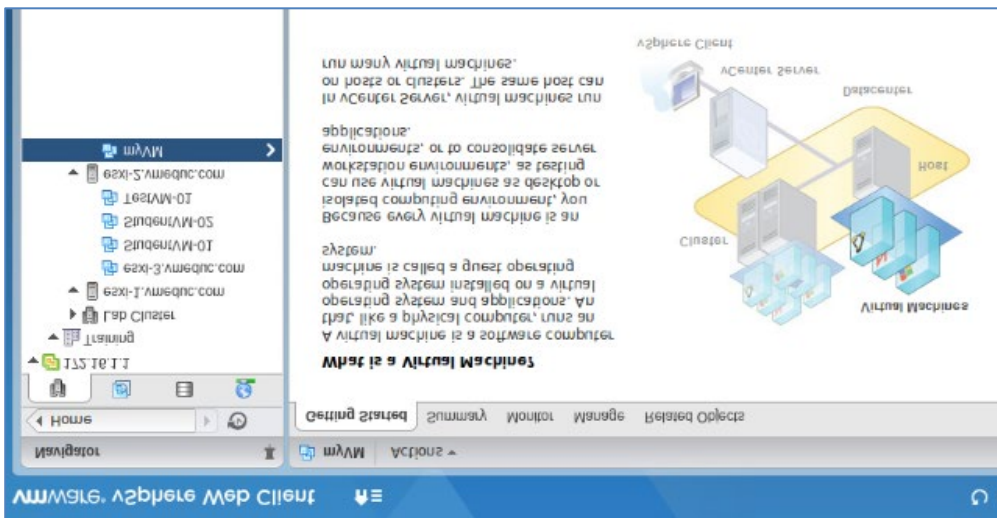 vmware® vSphere Web Client
Navigator
Home
172.16.1.1
Training
Lab Cluster
esxi-1.vmeduc.com
esxi-3.vmeduc.com
StudentVM-01
StudentVM-02
TestVM-01
esxi-2.vmeduc.com
myVM
myVM Actions
Getting Started Summary Monitor Manage Related Objects
What is a Virtual Machine?
A virtual machine is a software computer
that, like a physical computer, runs an
operating system and applications. An
operating system installed on a virtual
machine is called a guest operating
system.
Because every virtual machine is an
isolated computing environment, you
can use virtual machines as desktop or
workstation environments, as testing
environments, or to consolidate server
applications.
In vCenter Server, virtual machines run
on hosts or clusters. The same host can
run many virtual machines.
Virtual Machines
Cluster
Host
Datacenter
vCenter Server
vSphere Client